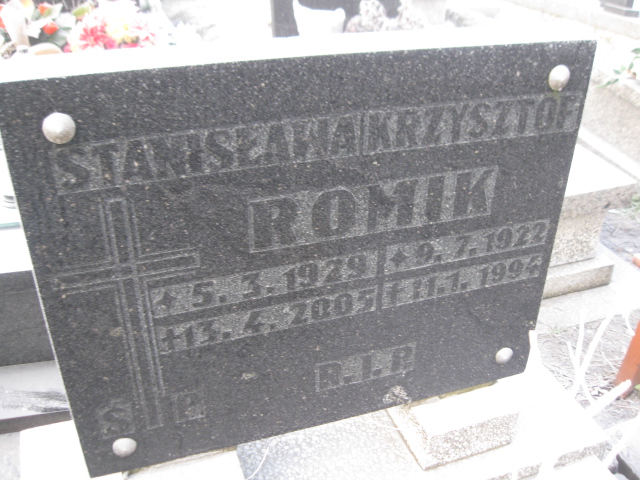 STANISŁAWA KRZYSZTOF
ROMIK
5.3.1929 9.7.1922
†13.4.2005 †11.1.1994
R.I.P.
Ś P.